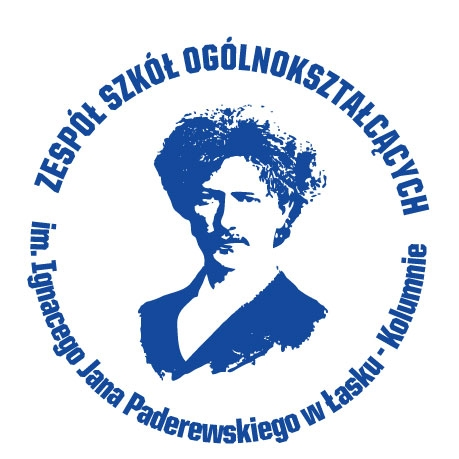 ZESPÓŁ SZKÓŁ OGÓLNOKSZTAŁCĄCYCH
im. Ignacego Jana Paderewskiego w Łasku - Kolumnie